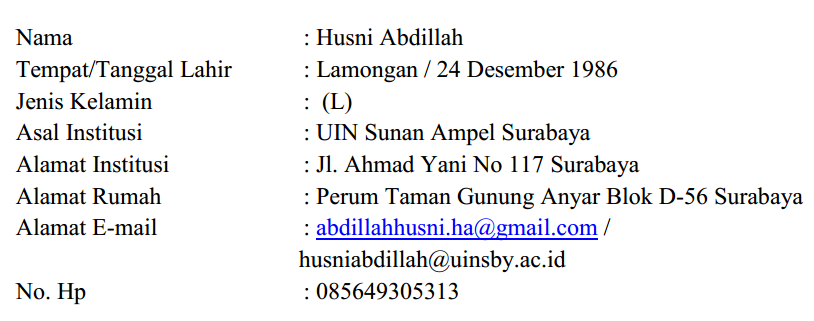 Nama : Husni Abdillah
Tempat/Tanggal Lahir : Lamongan / 24 Desember 1986
Jenis Kelamin : (L)
Asal Institusi : UIN Sunan Ampel Surabaya
Alamat Institusi : Jl. Ahmad Yani No 117 Surabaya
Alamat Rumah : Perum Taman Gunung Anyar Blok D-56 Surabaya
Alamat E-mail : abdillahhusni.ha@gmail.com /
husniabdillah@uinsby.ac.id
No. Hp : 085649305313